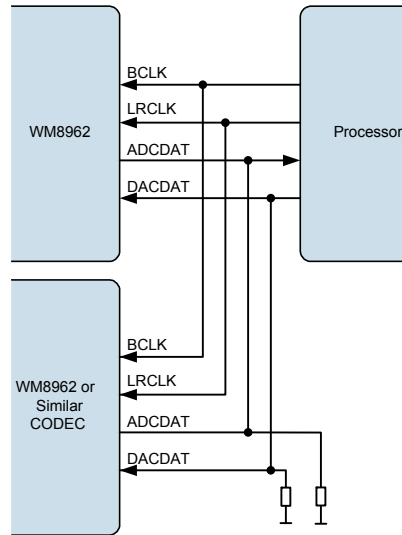 BCLK
LRCLK
WM8962
Processor
ADCDAT
DACDAT
BCLK
WM8962 or
Similar
CODEC
LRCLK
ADCDAT
DACDAT